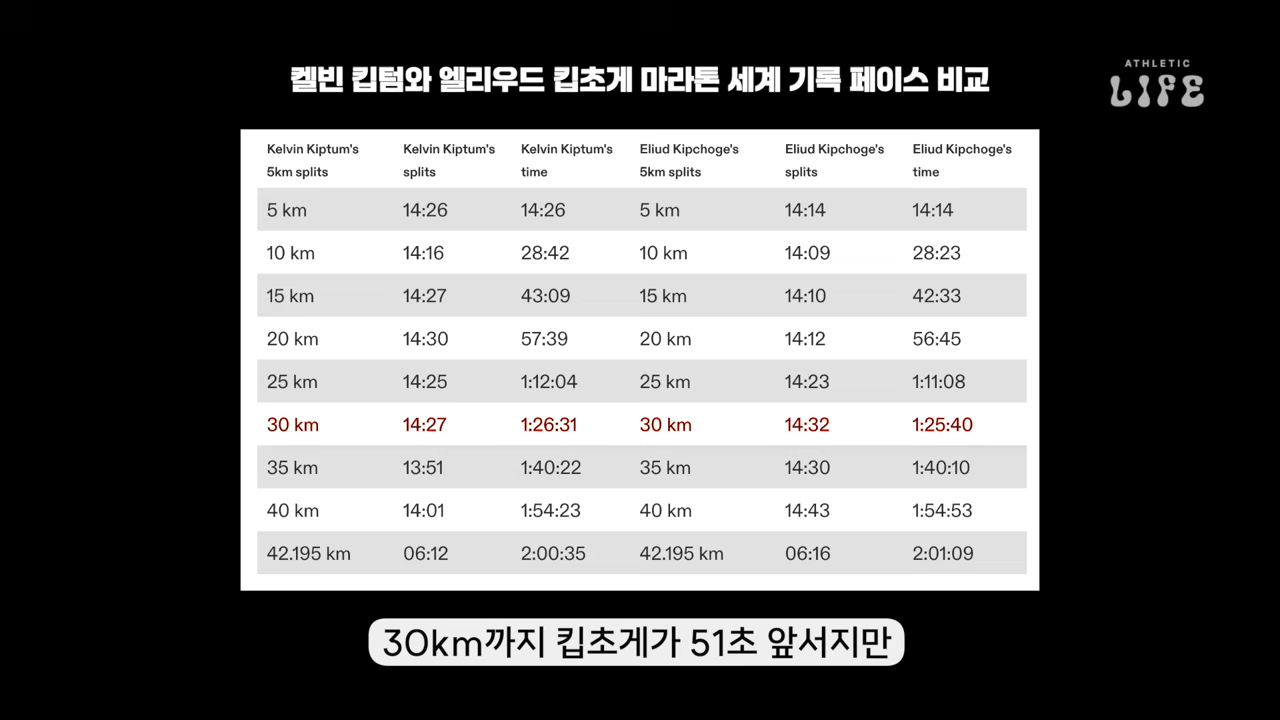 켈빈 킵텀와 엘리우드 킵초게 마라톤 세계 기록 페이스 비교
ATHLETIC
LIFE
Kelvin Kiptum's 5km splits Kelvin Kiptum's splits Kelvin Kiptum's time Eliud Kipchoge's 5km splits Eliud Kipchoge's splits Eliud Kipchoge's time
5 km 14:26 14:26 5 km 14:14 14:14
10 km 14:16 28:42 10 km 14:09 28:23
15 km 14:27 43:09 15 km 14:10 42:33
20 km 14:30 57:39 20 km 14:12 56:45
25 km 14:25 1:12:04 25 km 14:23 1:11:08
30 km 14:27 1:26:31 30 km 14:32 1:25:40
35 km 13:51 1:40:22 35 km 14:30 1:40:10
40 km 14:01 1:54:23 40 km 14:43 1:54:53
42.195 km 06:12 2:00:35 42.195 km 06:16 2:01:09
30km까지 킵초게가 51초 앞서지만